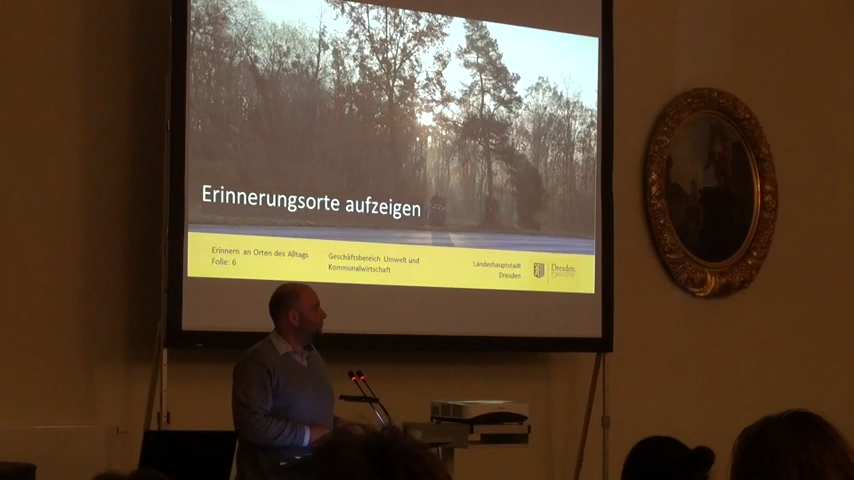 Erinnerungsorte aufzeigen
Erinnern an Orten des Alltags
Folie: 6
Geschäftsbereich Umwelt und
Kommunalwirtschaft
Landeshauptstadt
Dresden
Dresden